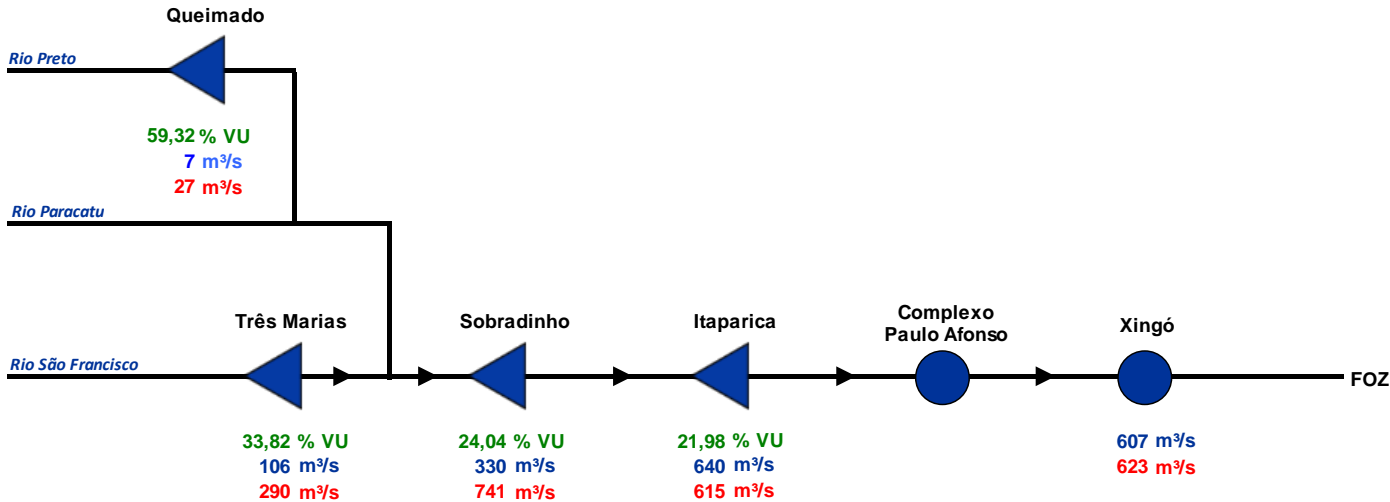 Queimado
Rio Preto
59,32 % VU
7 m³/s
27 m³/s
Rio Paracatu
Três Marias
Sobradinho
Itaparica
Complexo
Paulo Afonso
Xingó
Rio São Francisco
FOZ
33,82 % VU
106 m³/s
290 m³/s
24,04 % VU
330 m³/s
741 m³/s
21,98 % VU
640 m³/s
615 m³/s
607 m³/s
623 m³/s